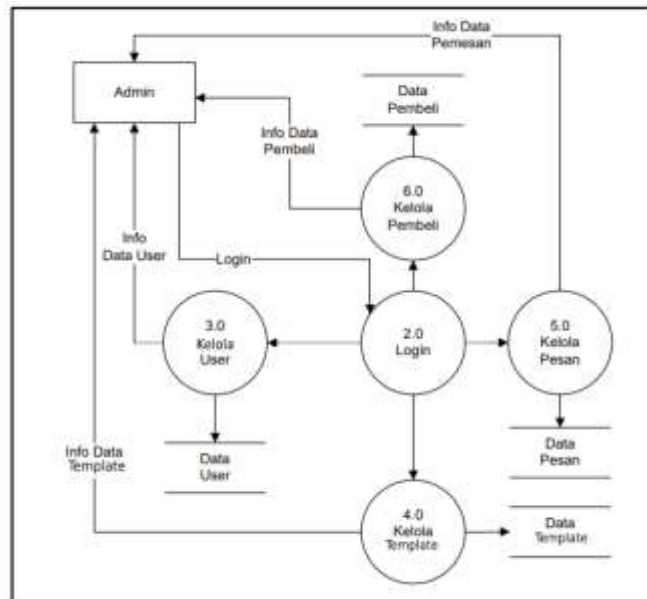 Info Data
Pemesan
Admin
Data
Pembeli
Info Data
Pembeli
6.0
Kelola
Pembeli
Info
Data User
Login
3.0
Kelola
User
2.0
Login
5.0
Kelola
Pesan
Info Data
Template
Data
User
Data
Pesan
4.0
Kelola
Template
Data
Template